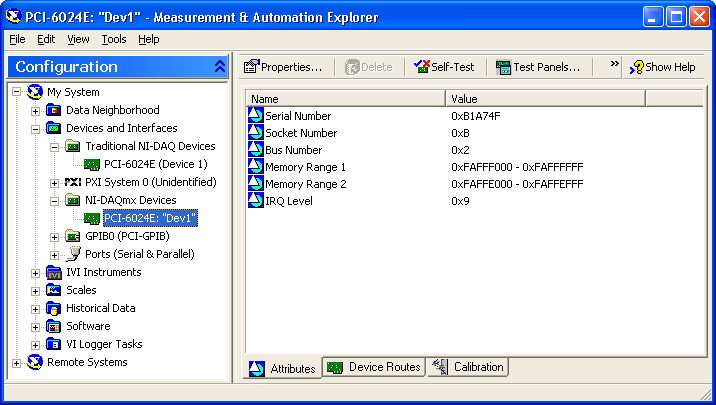 PCI-6024E: "Dev1" - Measurement & Automation Explorer
File Edit View Tools Help
Configuration
My System
Data Neighborhood
Devices and Interfaces
Traditional NI-DAQ Devices
PCI-6024E (Device 1)
PXI PXI System 0 (Unidentified)
NI-DAQmx Devices
PCI-6024E: "Dev1"
GPIB0 (PCI-GPIB)
Ports (Serial & Parallel)
IVI Instruments
Scales
Historical Data
Software
VI Logger Tasks
Remote Systems
Properties... Delete Self-Test Test Panels... » Show Help
Name Value
Serial Number 0xB1A74F
Socket Number 0xB
Bus Number 0x2
Memory Range 1 0xFAFFF000 - 0xFAFFFFFF
Memory Range 2 0xFAFFE000 - 0xFAFFEFFF
IRQ Level 0x9
Attributes Device Routes Calibration